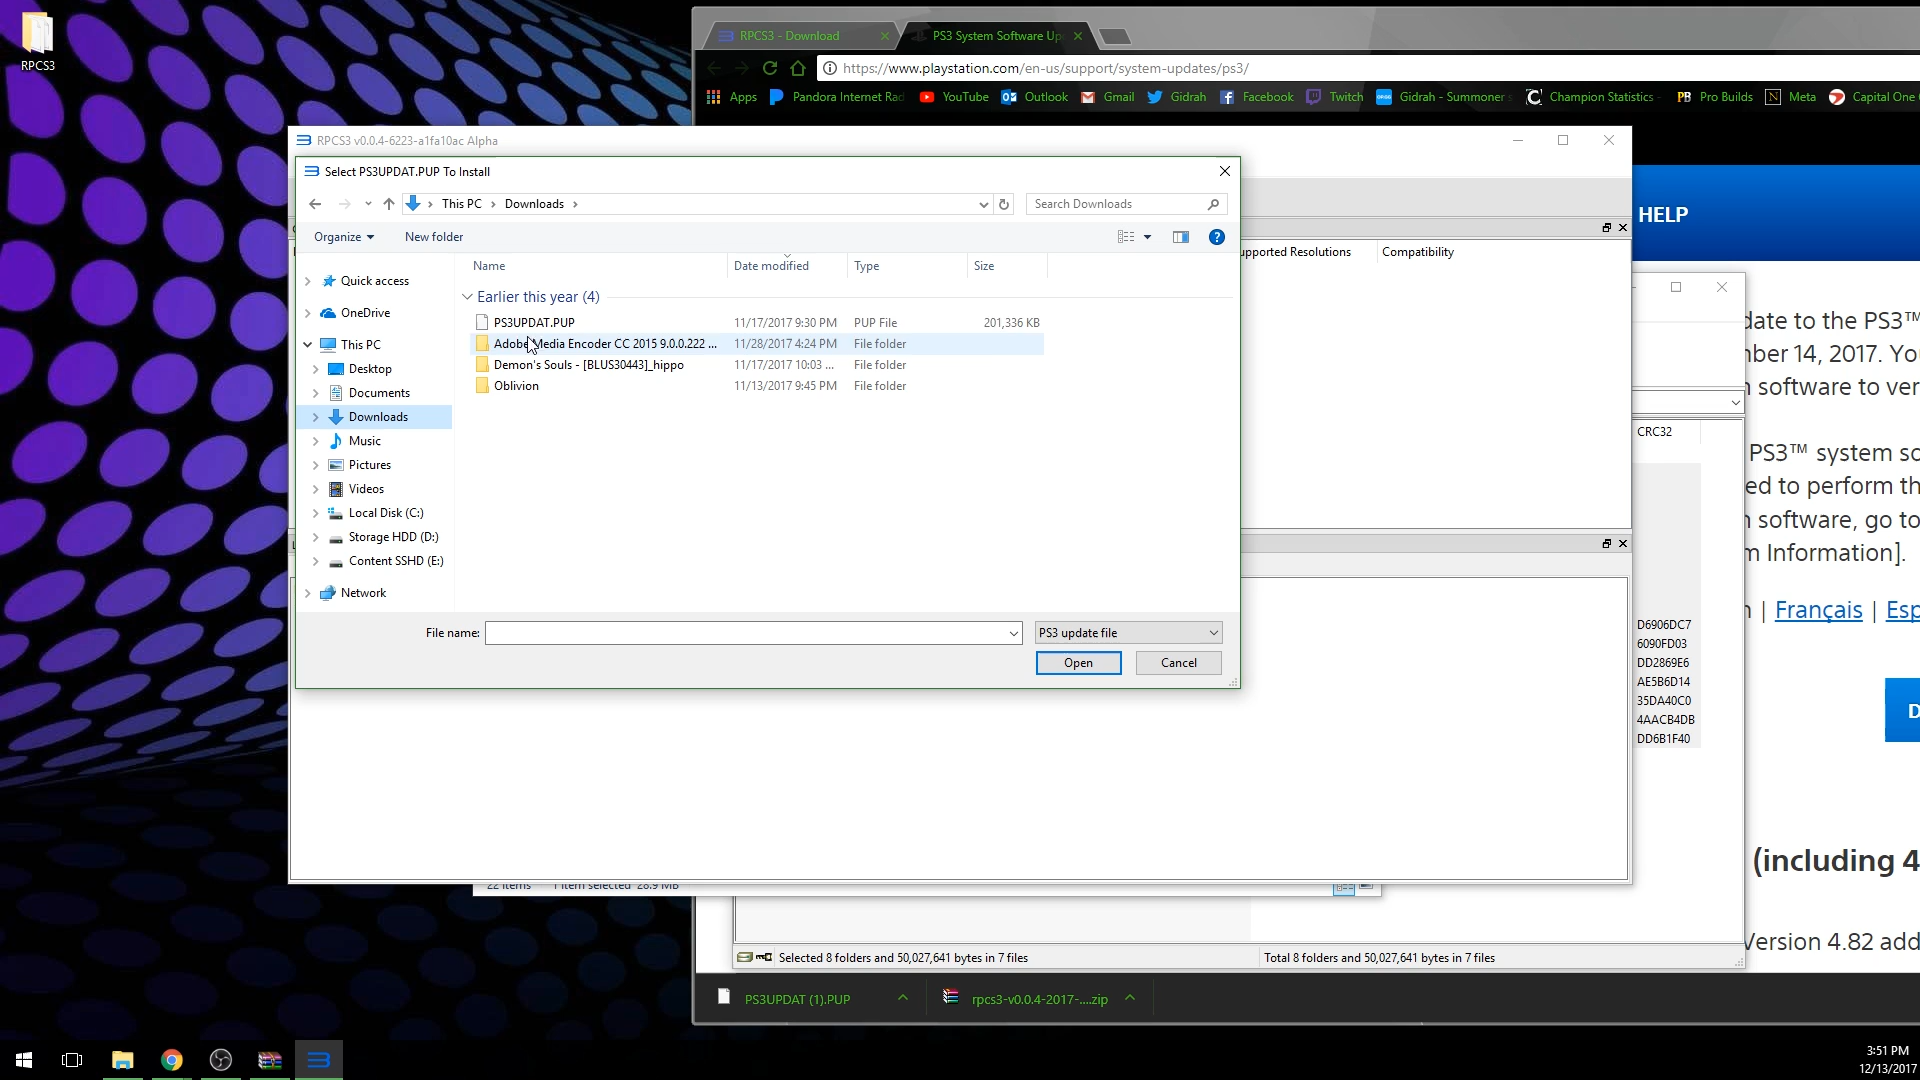 RPCS3
RPCS3 - Download
PS3 System Software Up
https://www.playstation.com/en-us/support/system-updates/ps3/
Apps
Pandora Internet Rad
YouTube
Outlook
Gmail
Gidrah
Facebook
Twitch
Gidrah - Summoner
Champion Statistics
Pro Builds
Meta
Capital One
RPCS3 v0.0.4-6223-a1fa10ac Alpha
Select PS3UPDAT.PUP To Install
This PC > Downloads >
Search Downloads
Organize
New folder
HELP
Name
Date modified
Type
Size
upported Resolutions
Compatibility
Quick access
OneDrive
This PC
Desktop
Documents
Downloads
Music
Pictures
Videos
Local Disk (C:)
Storage HDD (D:)
Content SSHD (E:)
Network
Earlier this year (4)
PS3UPDAT.PUP 11/17/2017 9:30 PM PUP File 201,336 KB
Adobe Media Encoder CC 2015 9.0.0.222 ... 11/28/2017 4:24 PM File folder
Demon's Souls - [BLUS30443]_hippo 11/17/2017 10:03 ... File folder
Oblivion 11/13/2017 9:45 PM File folder
File name:
PS3 update file
Open
Cancel
date to the PS3™
ber 14, 2017. Yo
software to ver
CRC32
PS3™ system so
ed to perform th
software, go to
m Information].
| Français | Esp
D6906DC7
6090FD03
DD2869E6
AE5B6D14
35DA40C0
4AACB4DB
DD6B1F40
D
(including 4
Version 4.82 add
22 items 1 item selected 28.9 MB
Selected 8 folders and 50,027,641 bytes in 7 files
Total 8 folders and 50,027,641 bytes in 7 files
PS3UPDAT (1).PUP
rpcs3-v0.0.4-2017-....zip
3:51 PM
12/13/2017